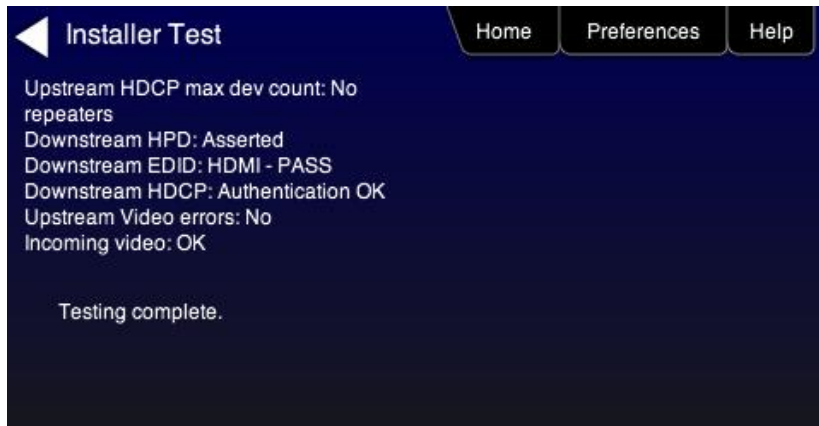 Installer Test
Home
Preferences
Help
Upstream HDCP max dev count: No
repeaters
Downstream HPD: Asserted
Downstream EDID: HDMI - PASS
Downstream HDCP: Authentication OK
Upstream Video errors: No
Incoming video: OK
Testing complete.